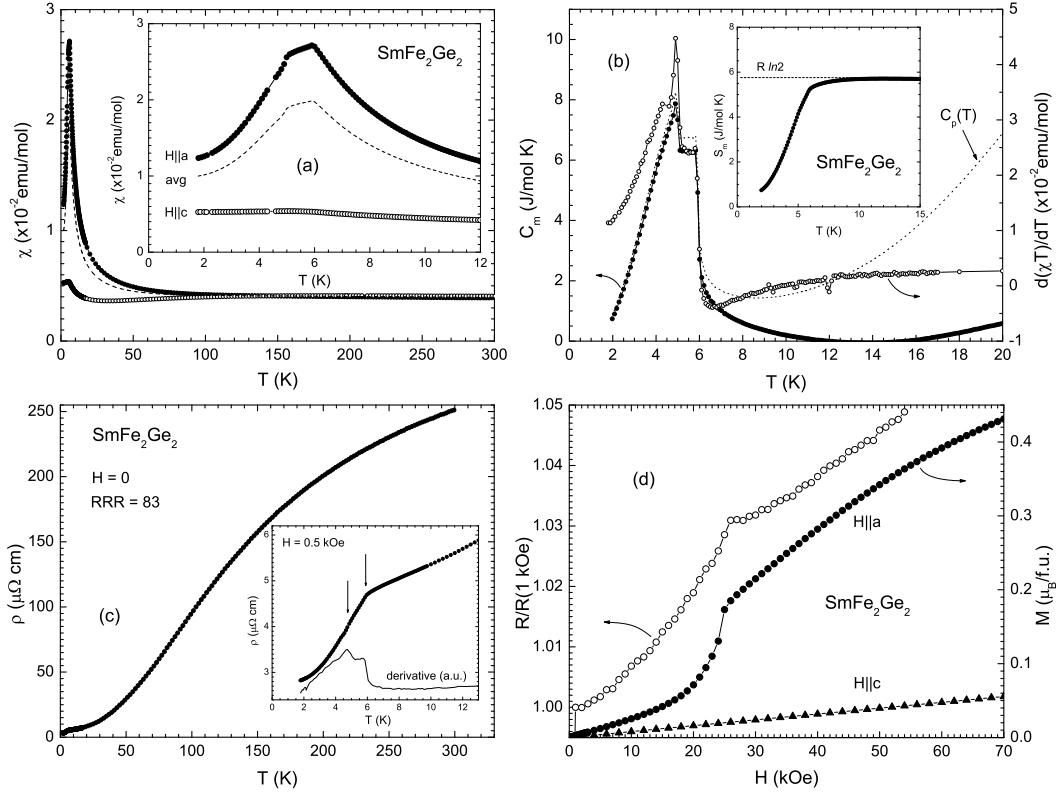 3
2
1
0
χ (x10⁻²emu/mol)
0 50 100 150 200 250 300
T (K)
3
2
1
0
χ (x10⁻²emu/mol)
SmFe₂Ge₂
H||a
(a)
avg
H||c
0 2 4 6 8 10 12
T (K)
10
8
6
4
2
0
C_m (J/mol K)
(b)
0 2 4 6 8 10 12 14 16 18 20
T (K)
5
4
3
2
1
0
-1
d(χT)/dT (x10⁻²emu/mol)
C_p(T)
8
6
4
2
0
S_m (J/mol K)
R ln2
SmFe₂Ge₂
0 5 10 15
T (K)
250
200
150
100
50
0
ρ (μΩ cm)
SmFe₂Ge₂
H = 0
RRR = 83
(c)
0 50 100 150 200 250 300
T (K)
6
5
4
3
ρ (μΩ cm)
H = 0.5 kOe
derivative (a.u.)
0 2 4 6 8 10 12
T (K)
1.05
1.04
1.03
1.02
1.01
1.00
R/R(1 kOe)
(d)
H||a
SmFe₂Ge₂
H||c
0 10 20 30 40 50 60 70
H (kOe)
0.4
0.3
0.2
0.1
0.0
M (μ_B/f.u.)